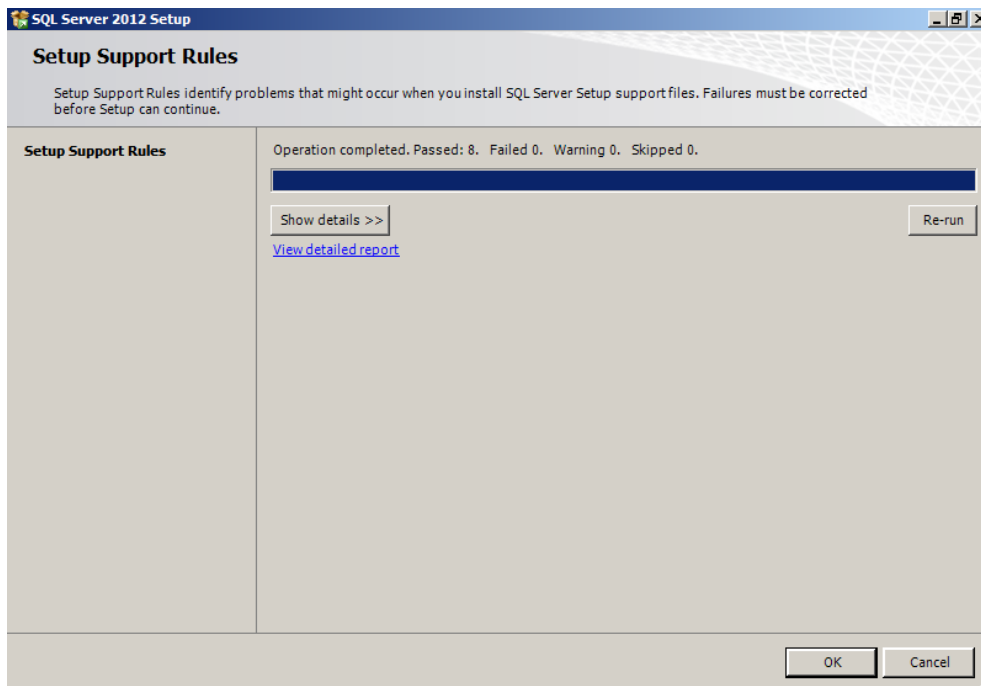 SQL Server 2012 Setup
Setup Support Rules
Setup Support Rules identify problems that might occur when you install SQL Server Setup support files. Failures must be corrected
before Setup can continue.
Setup Support Rules
Operation completed. Passed: 8. Failed 0. Warning 0. Skipped 0.
Show details >>
Re-run
View detailed report
OK
Cancel